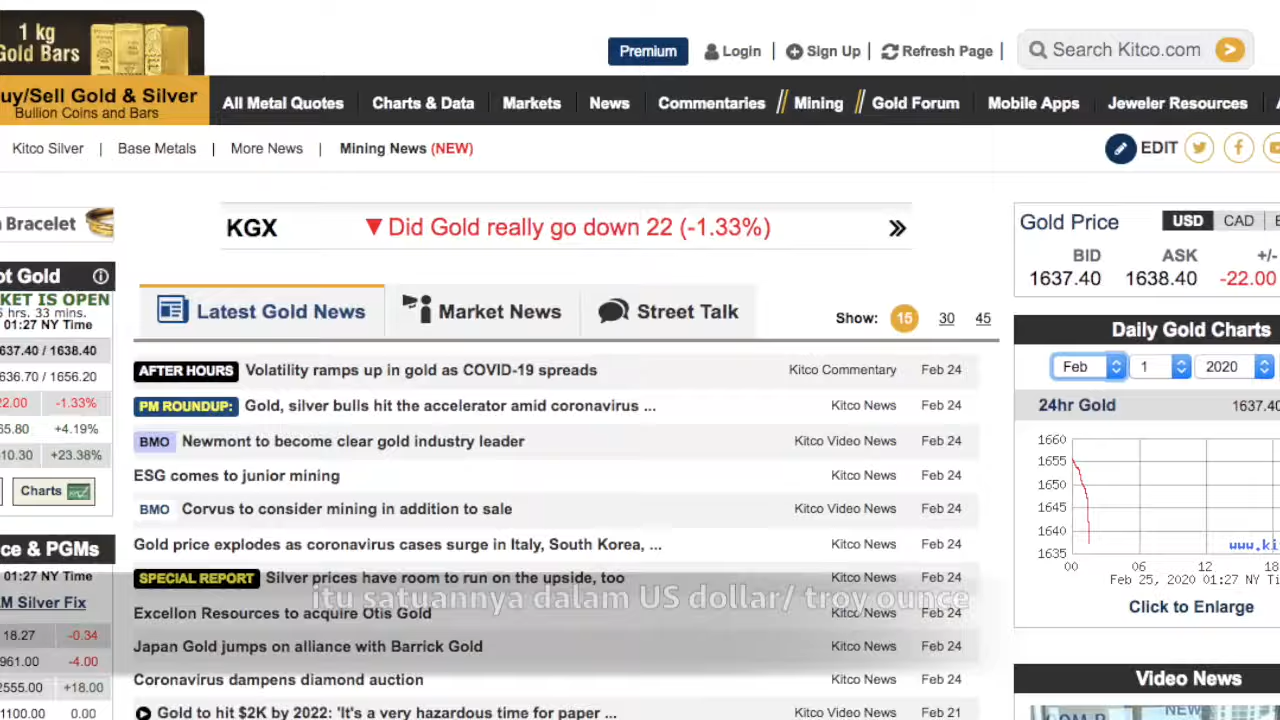 1 kg
Gold Bars
Premium
Login | Sign Up | Refresh Page |
Search Kitco.com
uy/Sell Gold & Silver
Bullion Coins and Bars
All Metal Quotes
Charts & Data
Markets
News
Commentaries
Mining
Gold Forum
Mobile Apps
Jeweler Resources
Kitco Silver | Base Metals | More News | Mining News (NEW)
EDIT
Bracelet
KGX
▼ Did Gold really go down 22 (-1.33%)
Gold Price USD CAD
BID ASK +/-
1637.40 1638.40 -22.00
ot Gold
KET IS OPEN
hrs. 33 mins.
01:27 NY Time
637.40 / 1638.40
636.70 / 1656.20
22.00 -1.33%
65.80 +4.19%
10.30 +23.38%
Charts
Latest Gold News
Market News
Street Talk
Show: 15 30 45
AFTER HOURS Volatility ramps up in gold as COVID-19 spreads Kitco Commentary Feb 24
PM ROUNDUP: Gold, silver bulls hit the accelerator amid coronavirus ... Kitco News Feb 24
BMO Newmont to become clear gold industry leader Kitco Video News Feb 24
ESG comes to junior mining Kitco News Feb 24
BMO Corvus to consider mining in addition to sale Kitco Video News Feb 24
Gold price explodes as coronavirus cases surge in Italy, South Korea, ... Kitco News Feb 24
SPECIAL REPORT Silver prices have room to run on the upside, too Kitco News Feb 24
itu satuannya dalam US dollar/ troy ounce
Excellon Resources to acquire Otis Gold Kitco News Feb 24
Japan Gold jumps on alliance with Barrick Gold Kitco News Feb 24
Coronavirus dampens diamond auction Kitco News Feb 24
Gold to hit $2K by 2022: 'It's a very hazardous time for paper ... Kitco Video News Feb 21
ce & PGMs
01:27 NY Time
M Silver Fix
18.27 -0.34
961.00 -4.00
2555.00 +18.00
1100.00 0.00
Daily Gold Charts
Feb 1 2020
24hr Gold 1637.40
1660
1655
1650
1645
1640
1635
www.ki
00 06 12 18
Feb 25, 2020 01:27 NY TI
Click to Enlarge
Video News
NEW